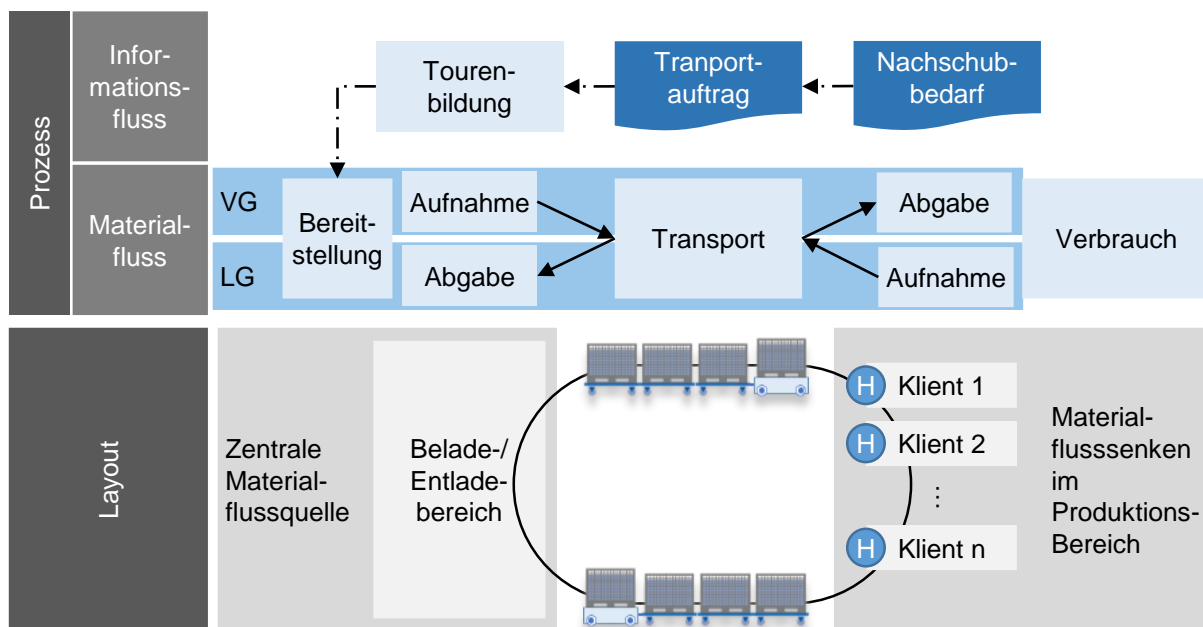 Prozess
Infor-
mations-
fluss
Touren-
bildung
Tranport-
auftrag
Nachschub-
bedarf
Material-
fluss
VG
LG
Bereit-
stellung
Aufnahme
Abgabe
Transport
Abgabe
Aufnahme
Verbrauch
Layout
Zentrale
Material-
flussquelle
Belade-/
Entlade-
bereich
H Klient 1
H Klient 2
⋮
H Klient n
Material-
flusssenken
im
Produktions-
Bereich